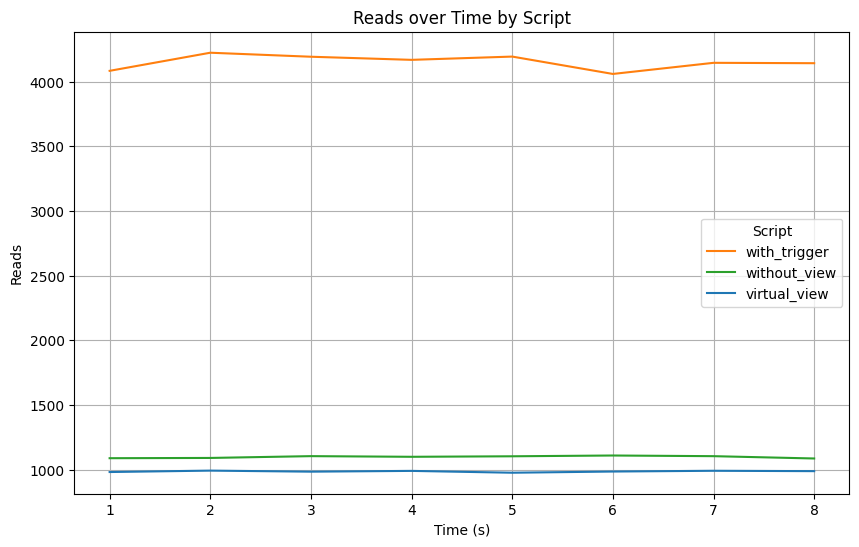 Reads over Time by Script
Reads
4000
3500
3000
2500
2000
1500
1000
Script
with_trigger
without_view
virtual_view
1 2 3 4 5 6 7 8
Time (s)